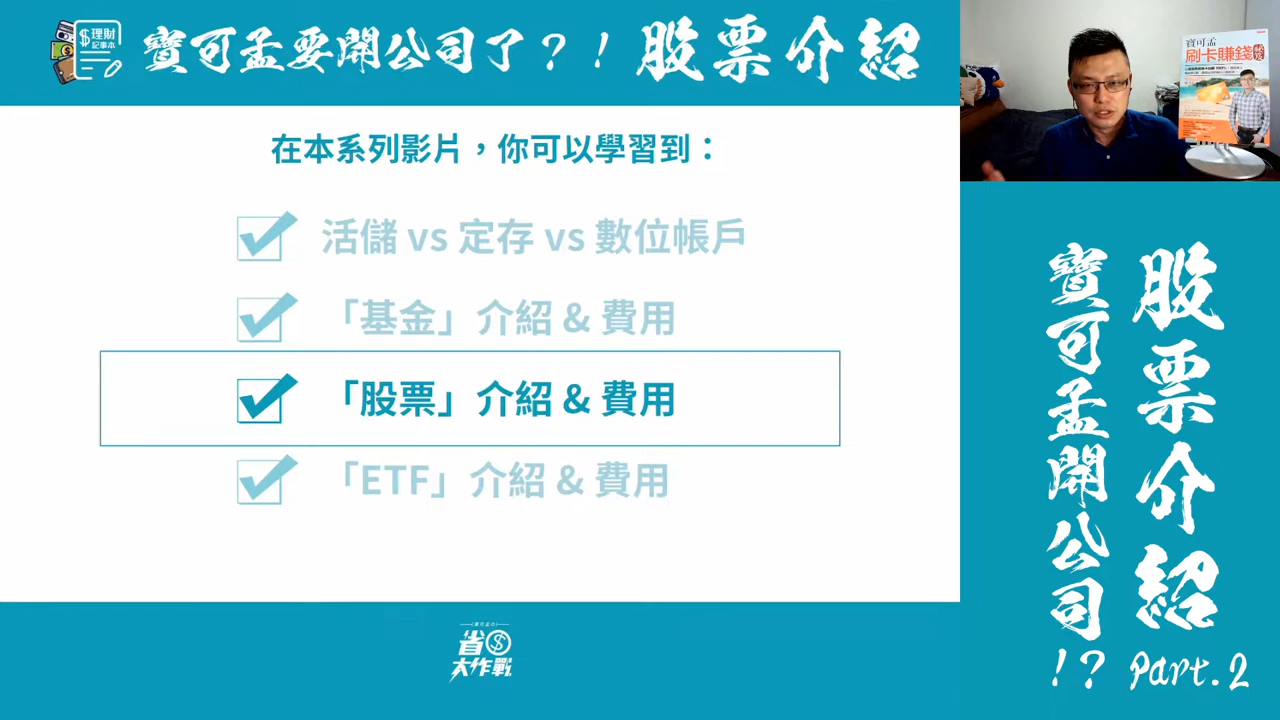 $理財
記事本
寶可孟要開公司了？！股票介紹
在本系列影片，你可以學習到：
活儲 vs 定存 vs 數位帳戶
「基金」介紹 & 費用
「股票」介紹 & 費用
「ETF」介紹 & 費用
省$
大作戰
寶可孟
刷卡賺錢
股票介紹 Part.2
寶可孟開公司！？